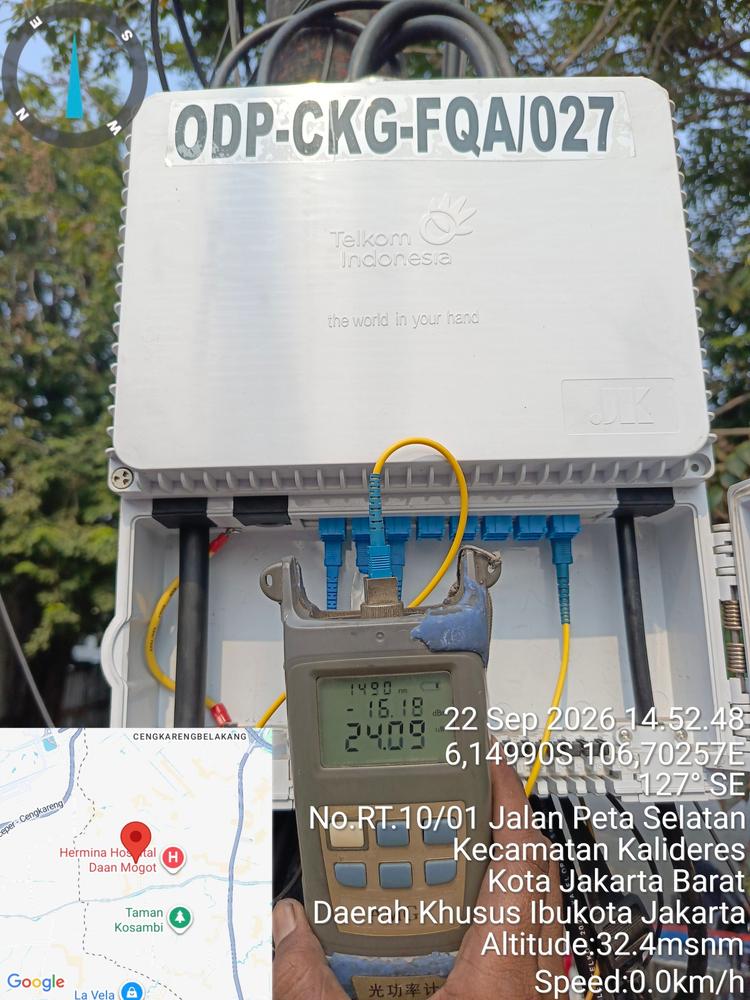 E
S
N
W
ODP-CKG-FQA/027
Telkom
Indonesia
the world in your hand
JJK
1490 nm
-16.18
24.09
22 Sep 2026 14.52.48
6,14990S 106,70257E
127° SE
No.RT.10/01 Jalan Peta Selatan
Kecamatan Kalideres
Kota Jakarta Barat
Daerah Khusus Ibukota Jakarta
Altitude:32.4msnm
Speed:0.0km/h
CENGKARENGBELAKANG
Hermina Hospital
Daan Mogot
H
Taman
Kosambi
Google
La Vela
光功率计